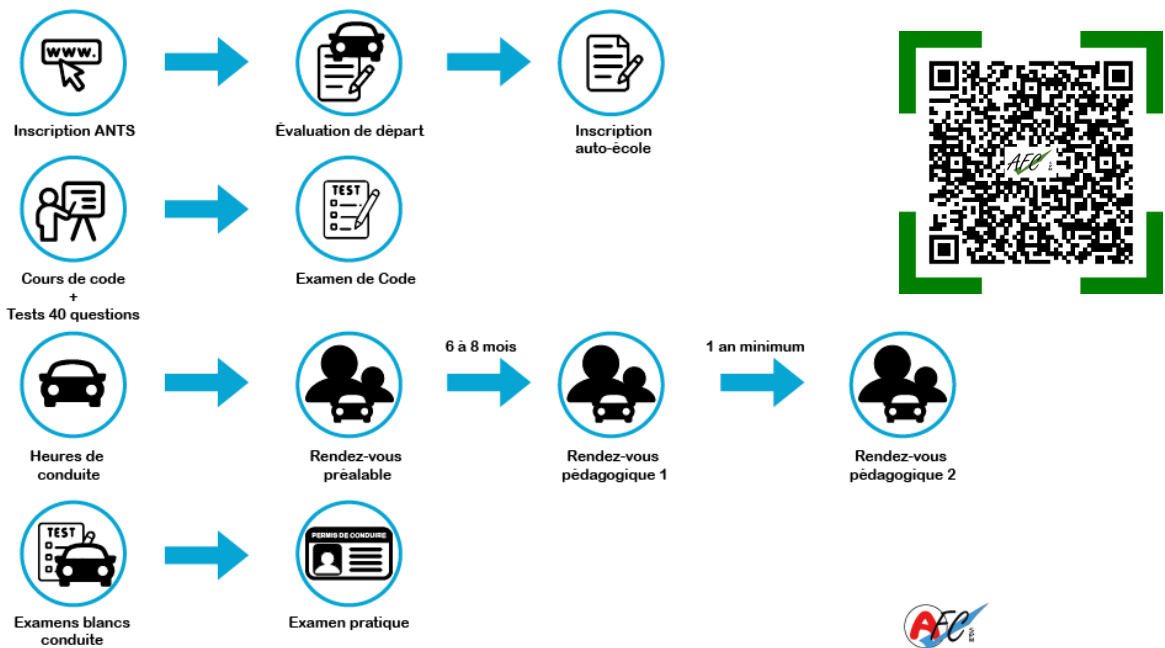 www.
Inscription ANTS
Évaluation de départ
Inscription
auto-école
TEST
Cours de code
+
Tests 40 questions
Examen de Code
AFC
6 à 8 mois
1 an minimum
Heures de
conduite
Rendez-vous
préalable
Rendez-vous
pédagogique 1
Rendez-vous
pédagogique 2
TEST
PERMIS DE CONDUIRE
Examens blancs
conduite
Examen pratique
AFC